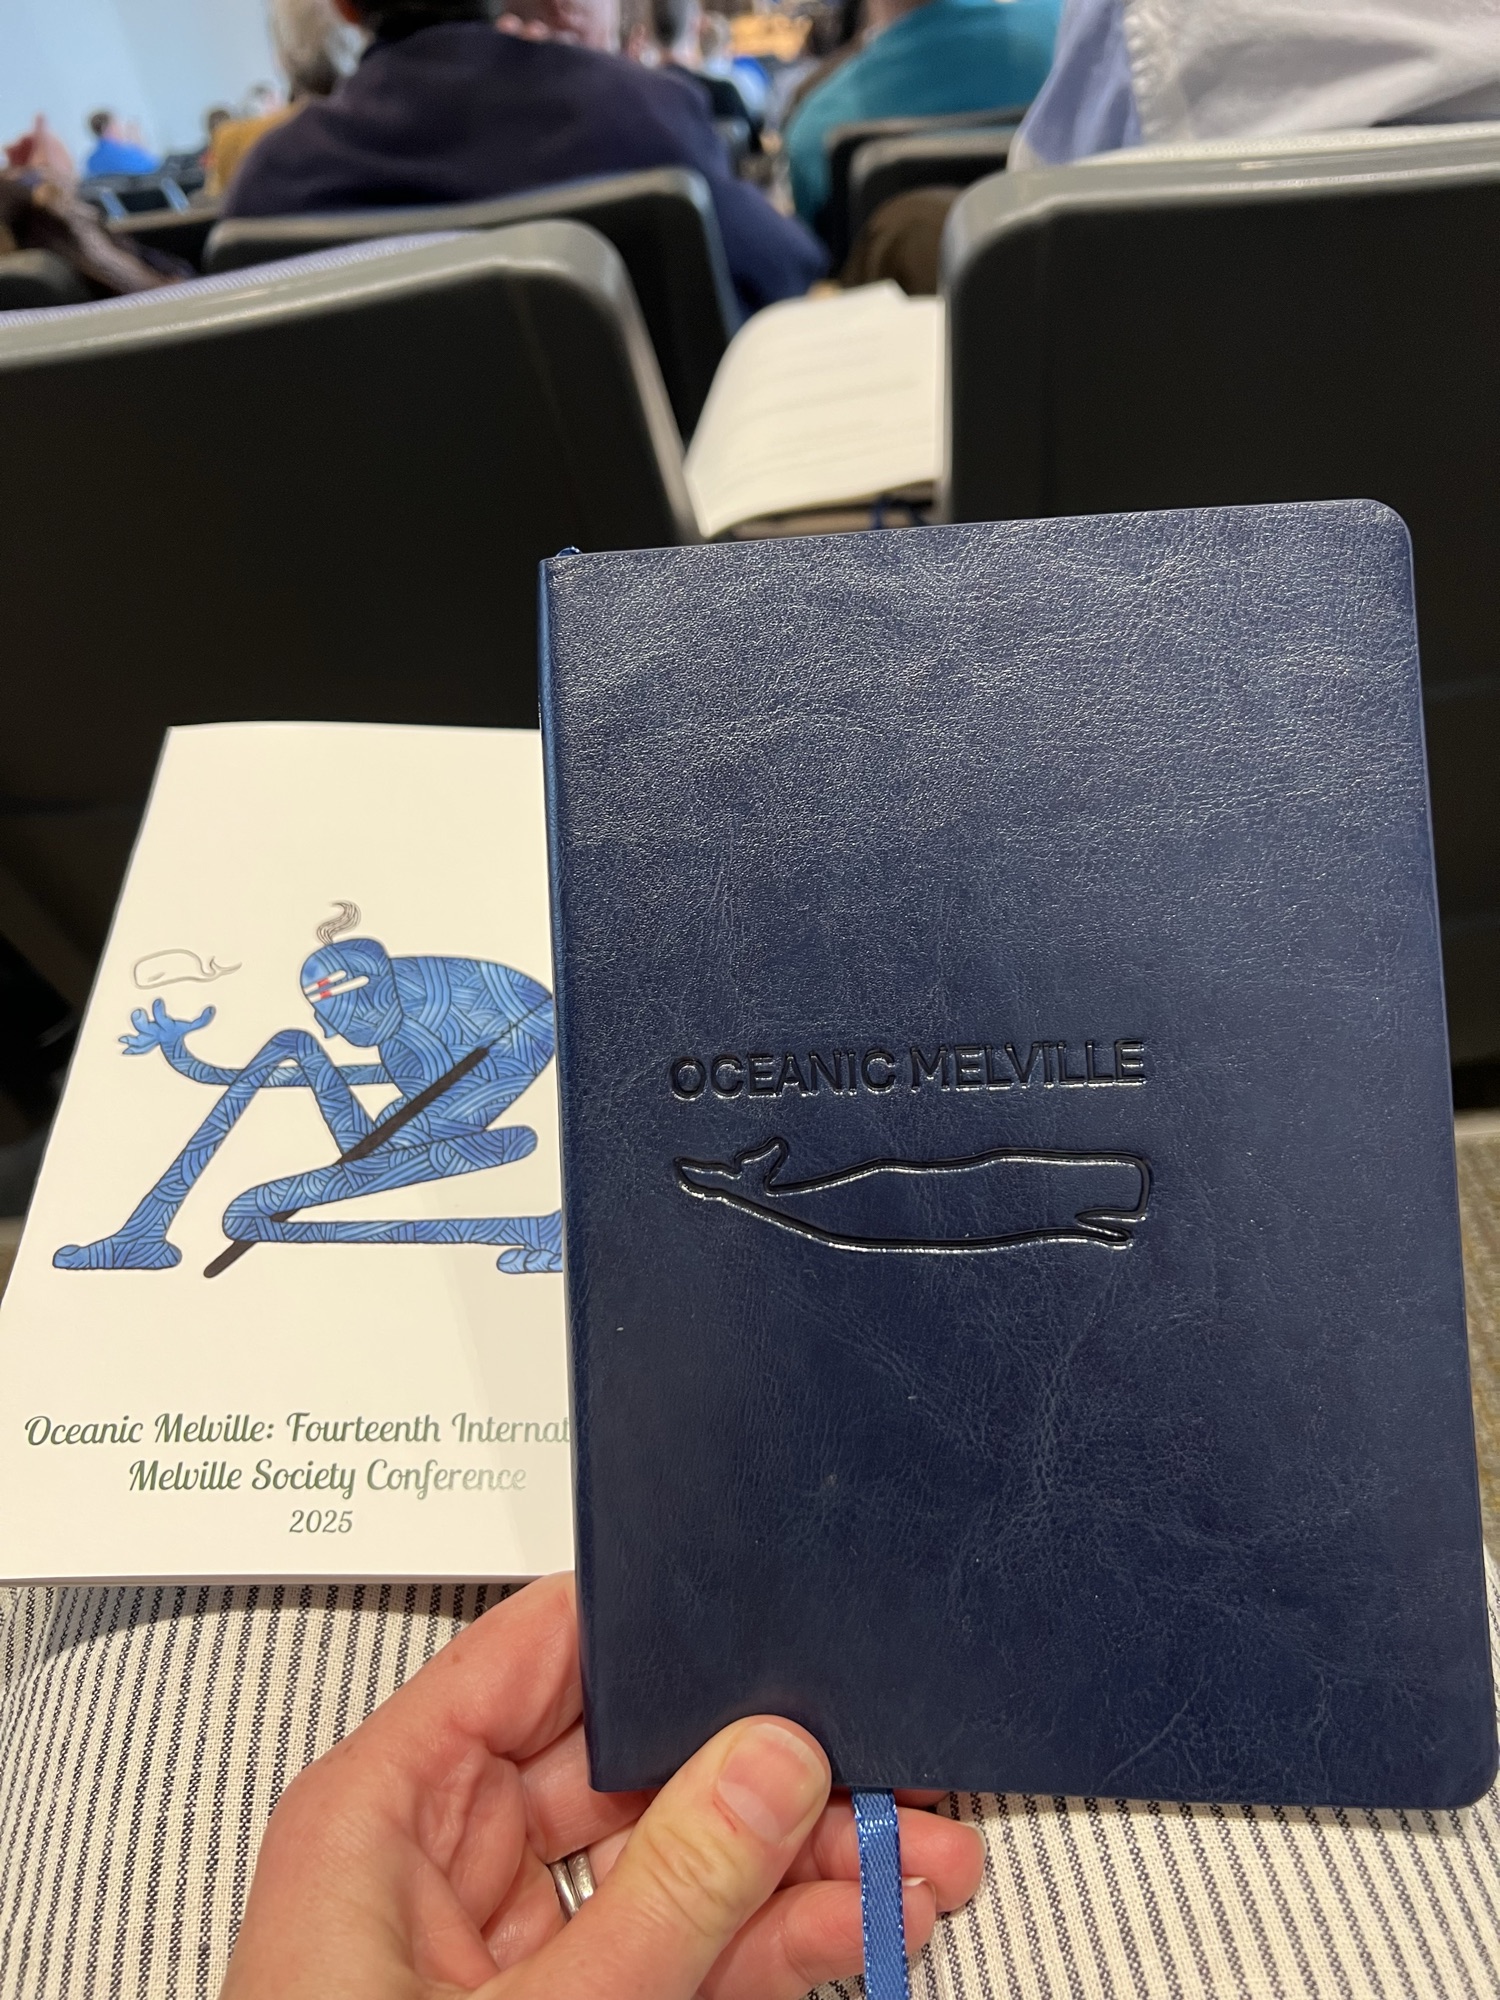 OCEANIC MELVILLE
Oceanic Melville: Fourteenth Internat
Melville Society Conference
2025